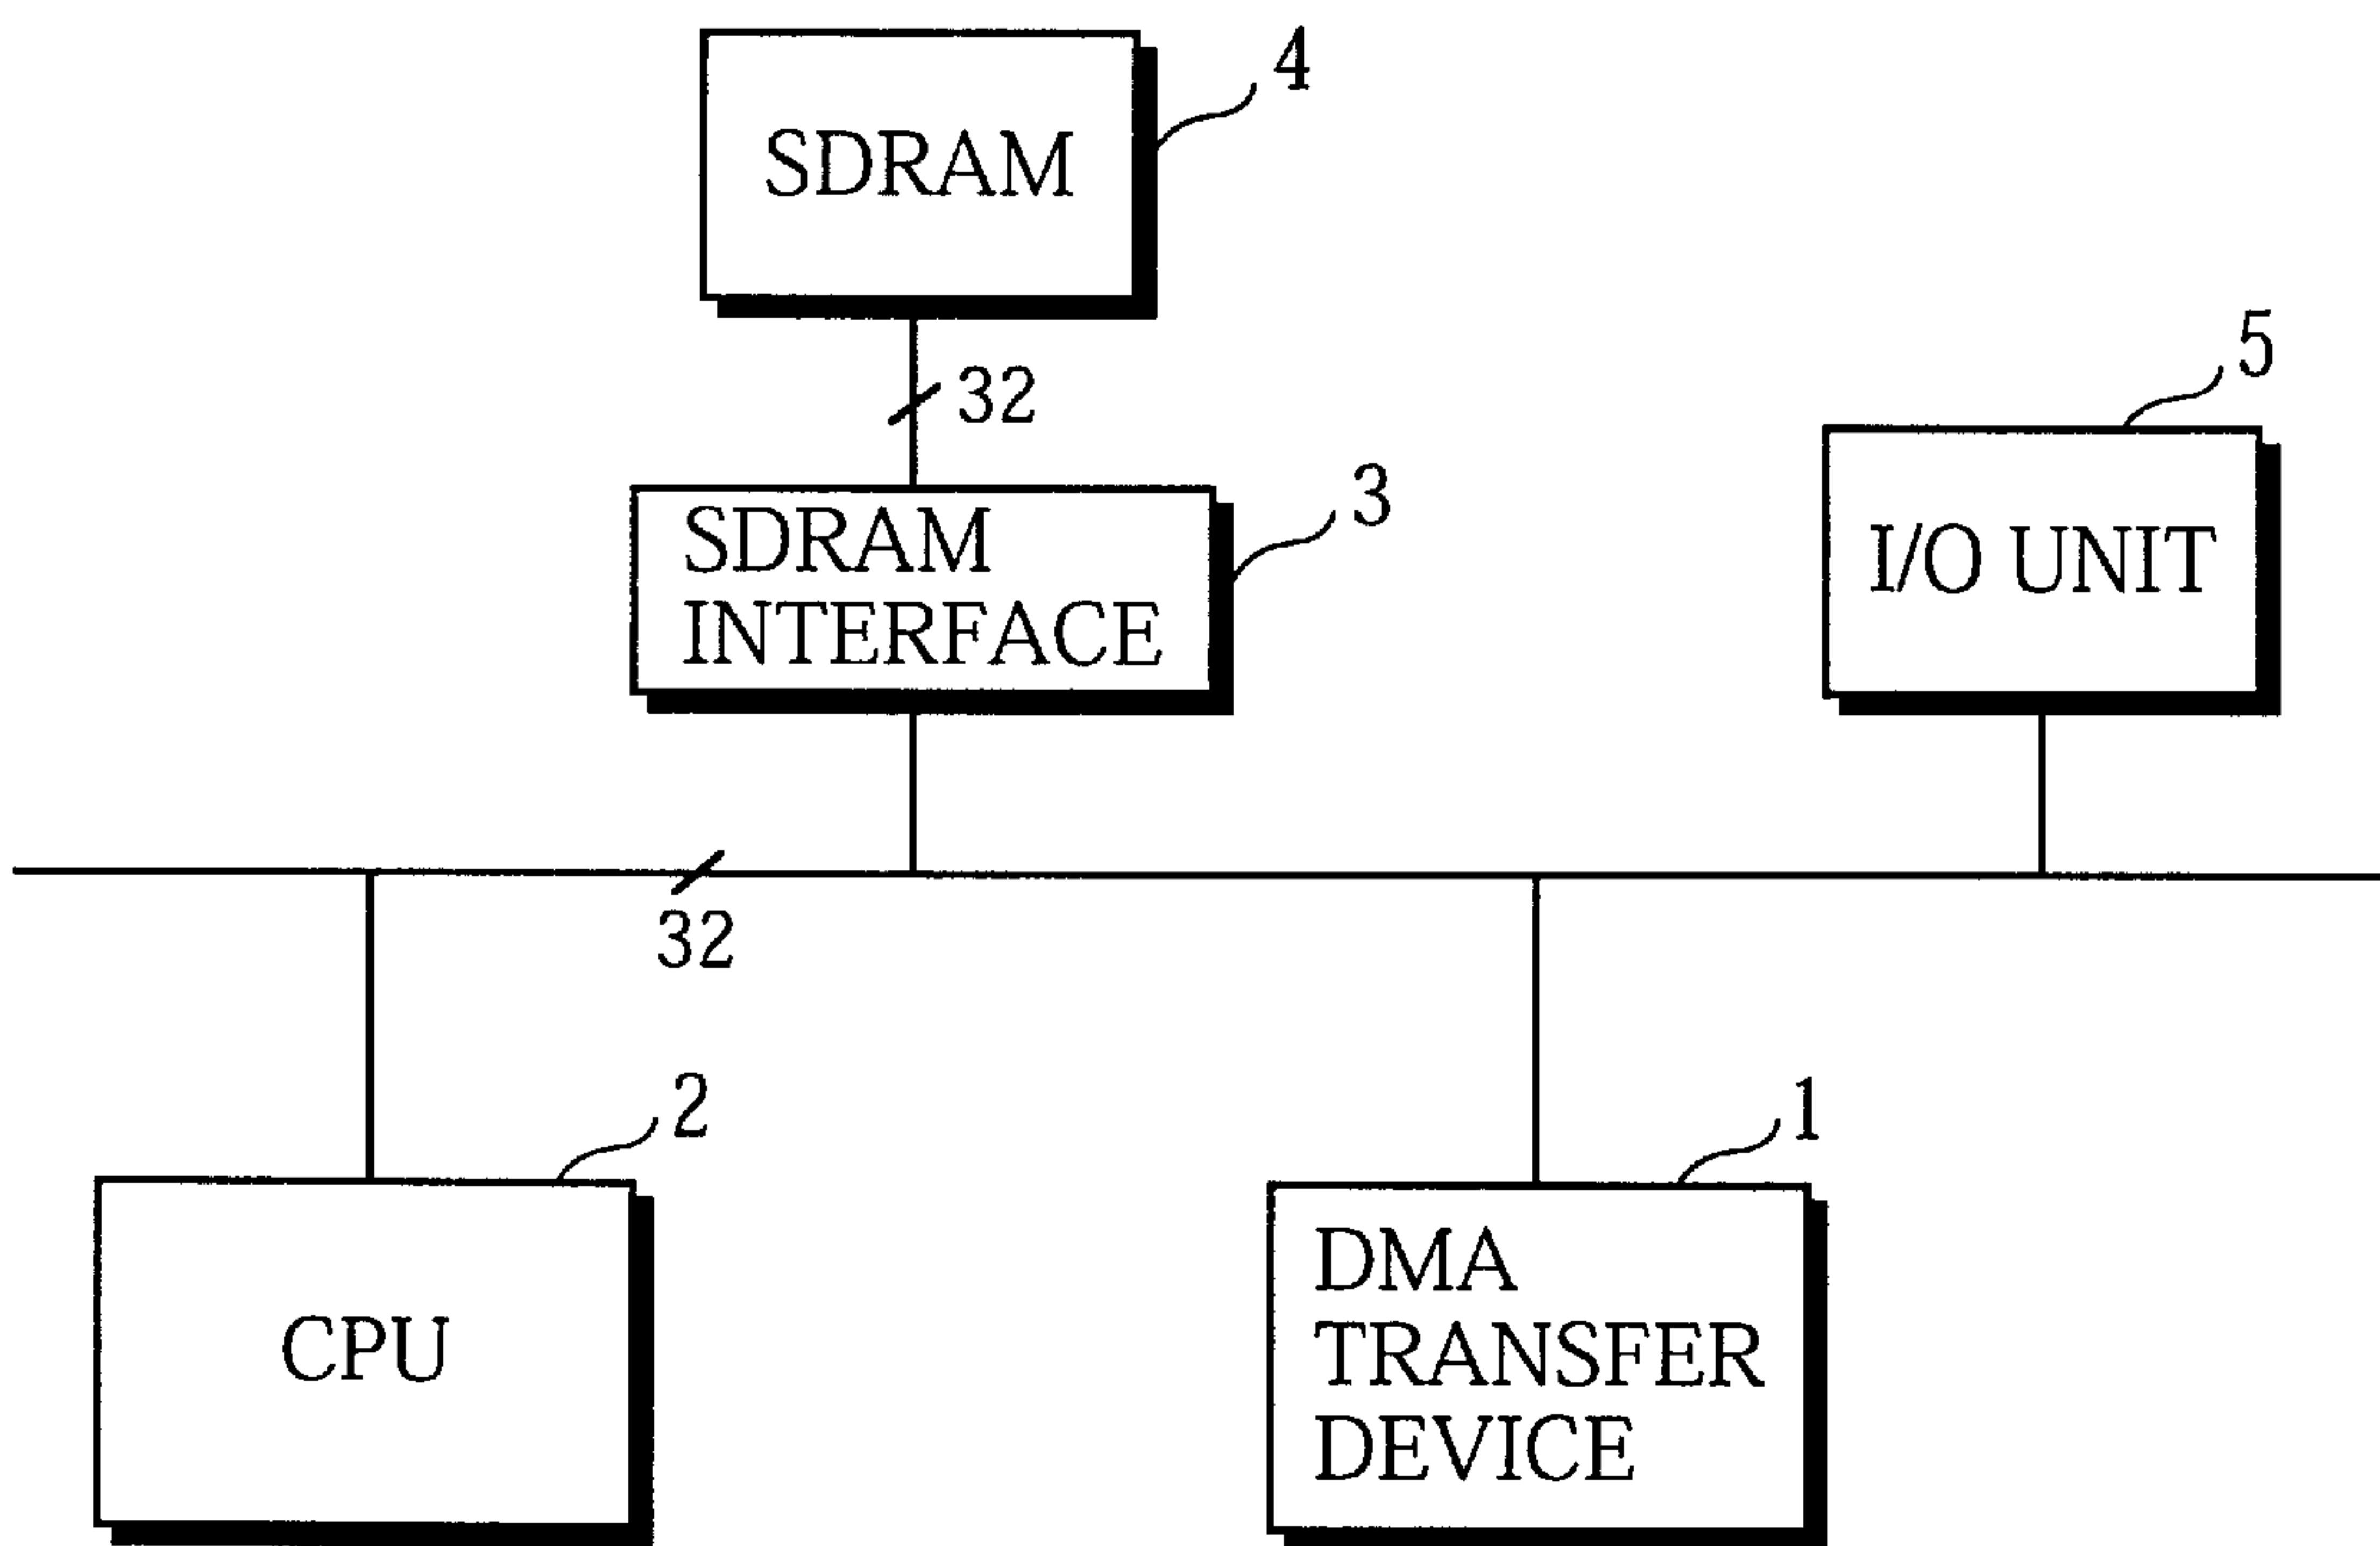 4
SDRAM
32
5
3
SDRAM
INTERFACE
I/O UNIT
32
2
1
CPU
DMA
TRANSFER
DEVICE